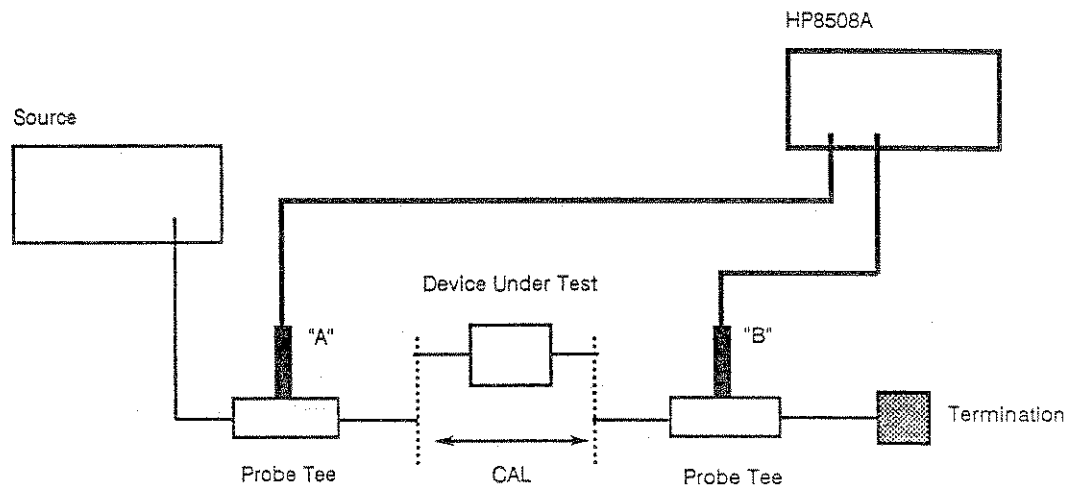 HP8508A
Source
Device Under Test
"A"
"B"
Termination
Probe Tee
CAL
Probe Tee